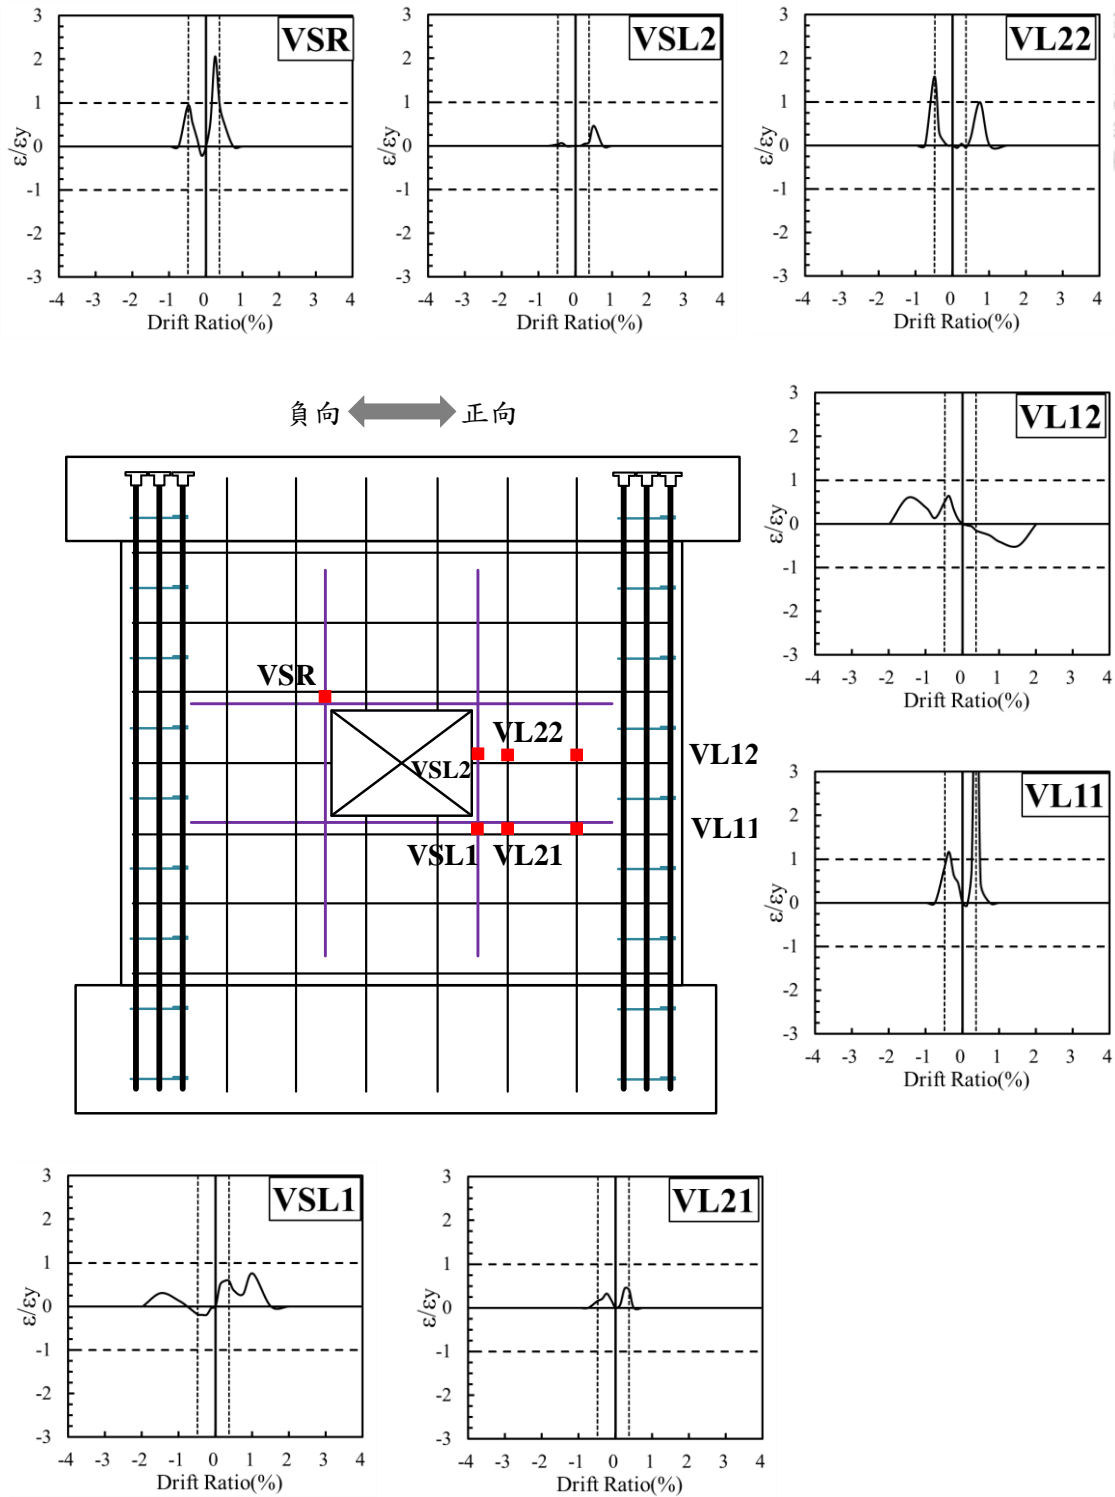 VSR
3
2
1
0
-1
-2
-3
ε/εy
-4 -3 -2 -1 0 1 2 3 4
Drift Ratio(%)
VSL2
3
2
1
0
-1
-2
-3
ε/εy
-4 -3 -2 -1 0 1 2 3 4
Drift Ratio(%)
VL22
3
2
1
0
-1
-2
-3
ε/εy
-4 -3 -2 -1 0 1 2 3 4
Drift Ratio(%)
負向 正向
VSR
VL22
VSL2
VL12
VL11
VSL1 VL21
VL12
3
2
1
0
-1
-2
-3
ε/εy
-4 -3 -2 -1 0 1 2 3 4
Drift Ratio(%)
VL11
3
2
1
0
-1
-2
-3
ε/εy
-4 -3 -2 -1 0 1 2 3 4
Drift Ratio(%)
VSL1
3
2
1
0
-1
-2
-3
ε/εy
-4 -3 -2 -1 0 1 2 3 4
Drift Ratio(%)
VL21
3
2
1
0
-1
-2
-3
ε/εy
-4 -3 -2 -1 0 1 2 3 4
Drift Ratio(%)